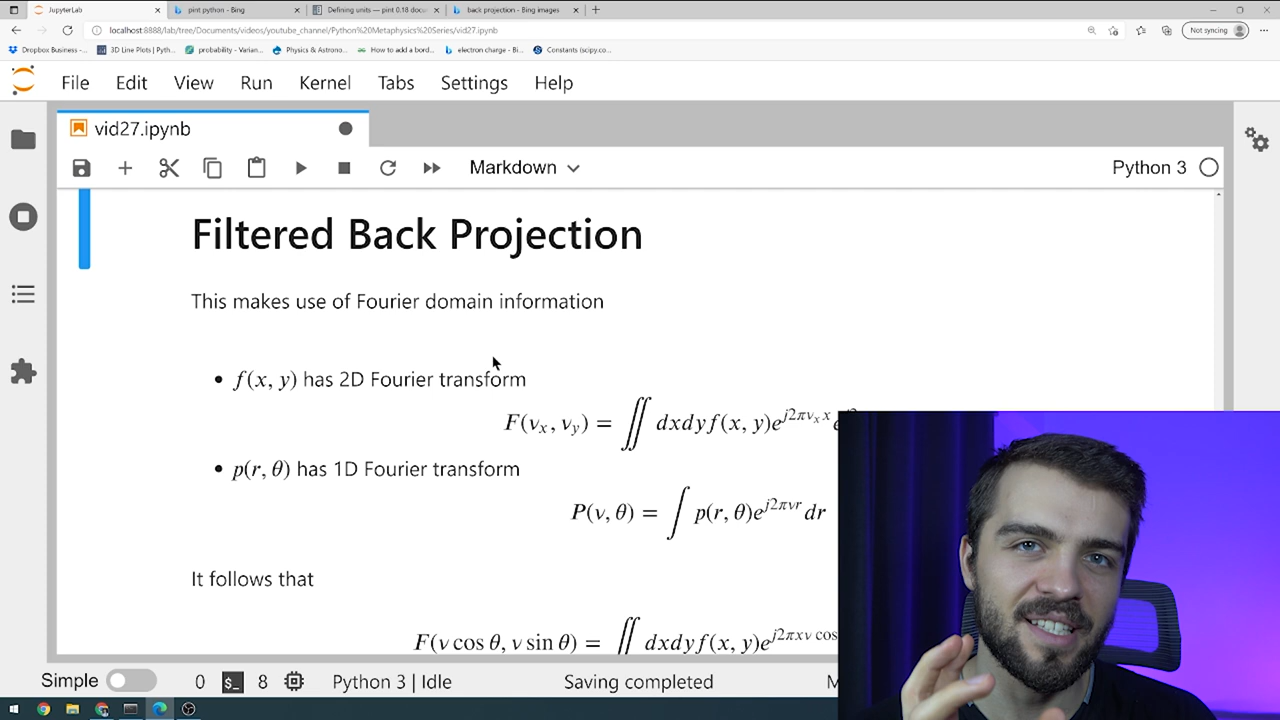 JupyterLab
pint python - Bing
Defining units — pint 0.18 docu
back projection - Bing images
localhost:8888/lab/tree/Documents/videos/youtube_channel/Python%20Metaphysics%20Series/vid27.ipynb
Not syncing
Dropbox Business -...
3D Line Plots | Pyth...
probability - Varian...
Physics & Astrono...
How to add a bord...
electron charge - Bi...
Constants (scipy.co...
File Edit View Run Kernel Tabs Settings Help
vid27.ipynb
Markdown
Python 3
Filtered Back Projection
This makes use of Fourier domain information
• f(x, y) has 2D Fourier transform
F(νx, νy) = ∬ dxdyf(x, y)e^{j2πνx x}
• p(r, θ) has 1D Fourier transform
P(ν, θ) = ∫ p(r, θ)e^{j2πνr} dr
It follows that
F(ν cos θ, ν sin θ) = ∬ dxdyf(x, y)e^{j2πxν cos
Simple 0 8 Python 3 | Idle Saving completed